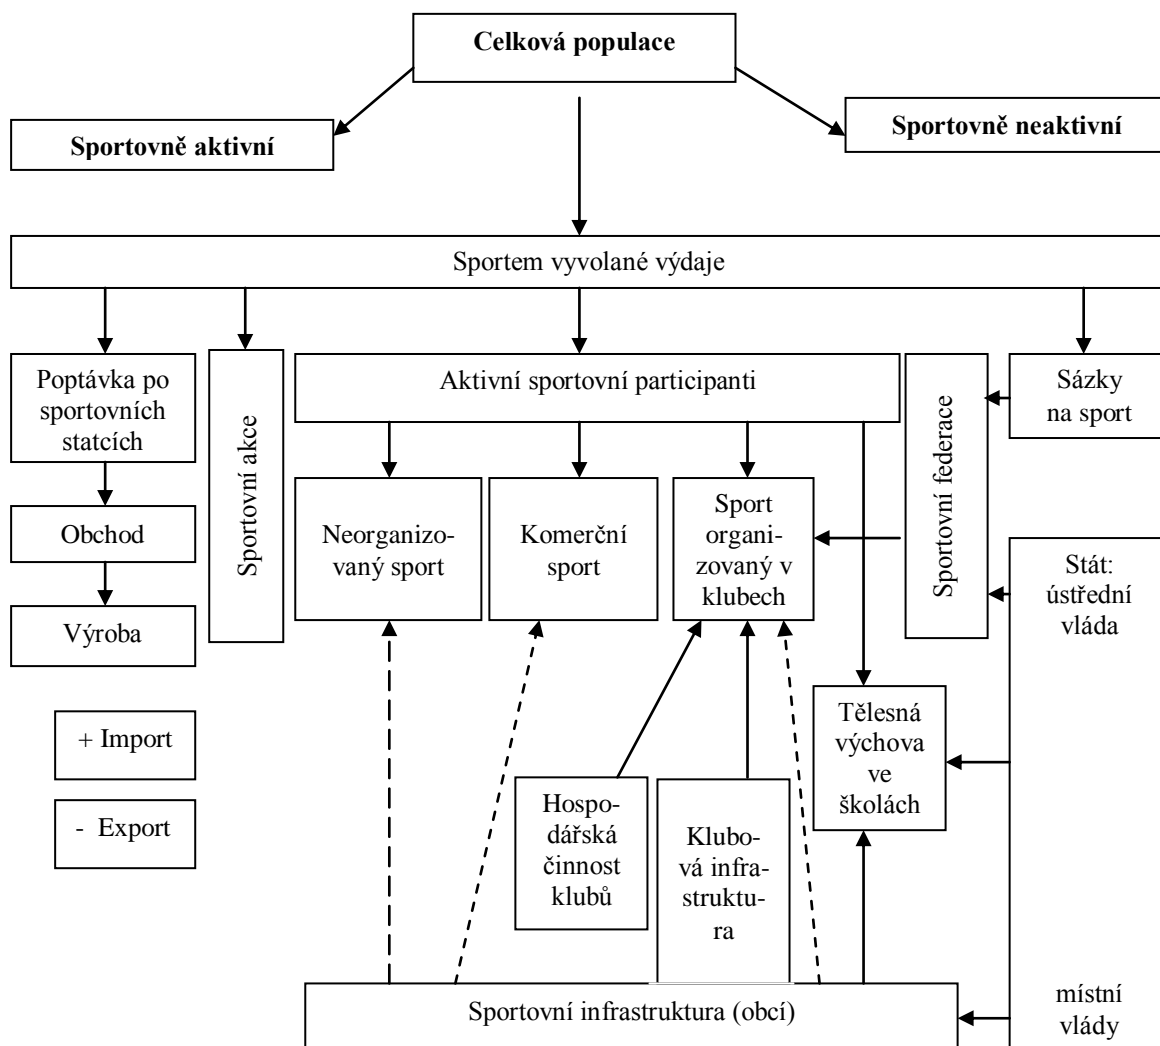 Celková populace
Sportovně aktivní
Sportovně neaktivní
Sportem vyvolané výdaje
Poptávka po
sportovních
statcích
Sportovní akce
Aktivní sportovní participanti
Sportovní federace
Sázky
na sport
Obchod
Výroba
Neorganizo-
vaný sport
Komerční
sport
Sport
organi-
zovaný v
klubech
Stát:
ústřední
vláda
+ Import
- Export
Tělesná
výchova
ve
školách
Hospo-
dářská
činnost
klubů
Klubo-
vá infra-
struktu-
ra
Sportovní infrastruktura (obcí)
místní
vlády